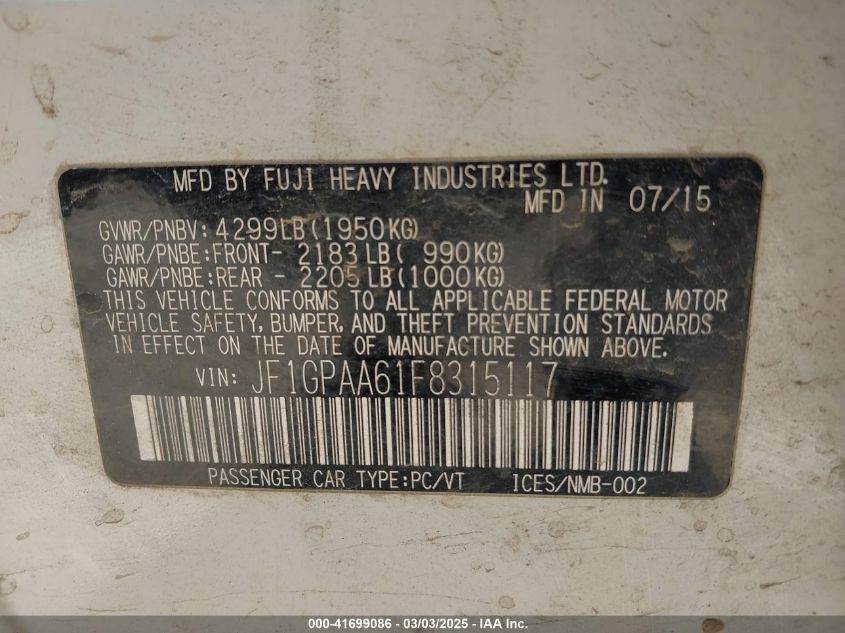 MFD BY FUJI HEAVY INDUSTRIES LTD.
MFD IN 07/15
GVWR/PNBV: 4299LB(1950KG)
GAWR/PNBE:FRONT- 2183LB( 990KG)
GAWR/PNBE:REAR - 2205LB(1000KG)
THIS VEHICLE CONFORMS TO ALL APPLICABLE FEDERAL MOTOR
VEHICLE SAFETY, BUMPER, AND THEFT PREVENTION STANDARDS
IN EFFECT ON THE DATE OF MANUFACTURE SHOWN ABOVE.
VIN: JF1GPAA61F8315117
PASSENGER CAR TYPE:PC/VT ICES/NMB-002
000-41699086 - 03/03/2025 - IAA Inc.